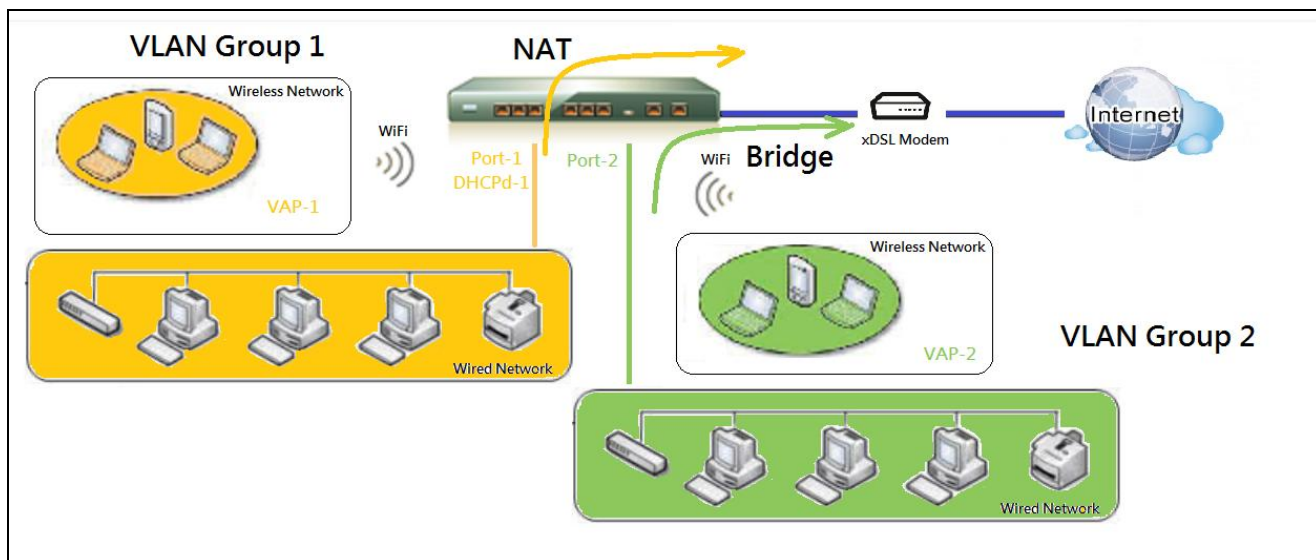 VLAN Group 1
NAT
Wireless Network
WiFi
VAP-1
Port-1
DHCPd-1
Port-2
WiFi
Bridge
xDSL Modem
Internet
Wireless Network
VAP-2
VLAN Group 2
Wired Network
Wired Network